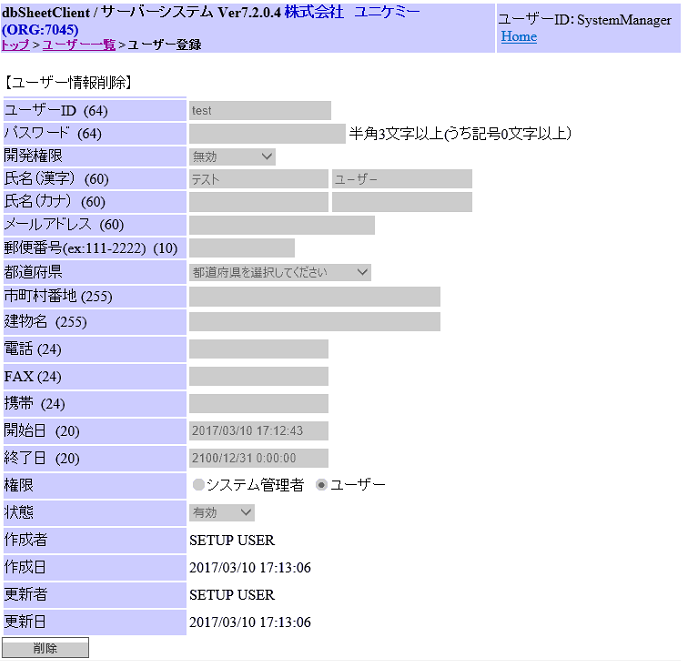 dbSheetClient / サーバーシステム Ver7.2.0.4 株式会社　ユニケミー
(ORG:7045)
トップ > ユーザー一覧 > ユーザー登録
ユーザーID: SystemManager
Home
【ユーザー情報削除】
ユーザーID (64) test
パスワード (64) 半角3文字以上(うち記号0文字以上)
開発権限 無効
氏名(漢字) (60) テスト ユーザー
氏名(カナ) (60)
メールアドレス (60)
郵便番号(ex:111-2222) (10)
都道府県 都道府県を選択してください
市町村番地 (255)
建物名 (255)
電話 (24)
FAX (24)
携帯 (24)
開始日 (20) 2017/03/10 17:12:43
終了日 (20) 2100/12/31 0:00:00
権限 システム管理者 ユーザー
状態 有効
作成者 SETUP USER
作成日 2017/03/10 17:13:06
更新者 SETUP USER
更新日 2017/03/10 17:13:06
削除